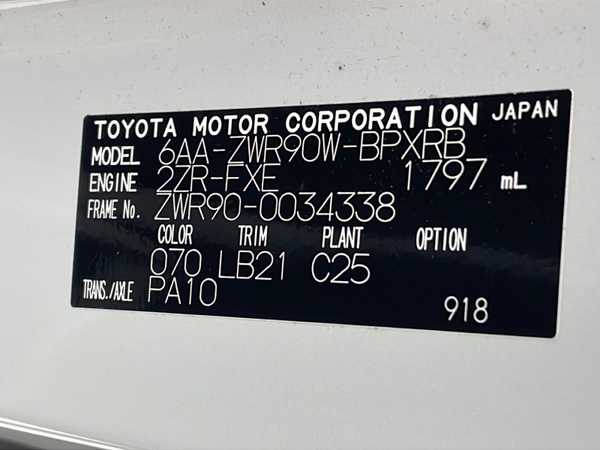 TOYOTA MOTOR CORPORATION JAPAN
MODEL 6AA-ZWR90W-BPXRB
ENGINE 2ZR-FXE 1797 mL
FRAME No. ZWR90-0034338
COLOR TRIM PLANT OPTION
070 LB21 C25
TRANS./AXLE PA10
918